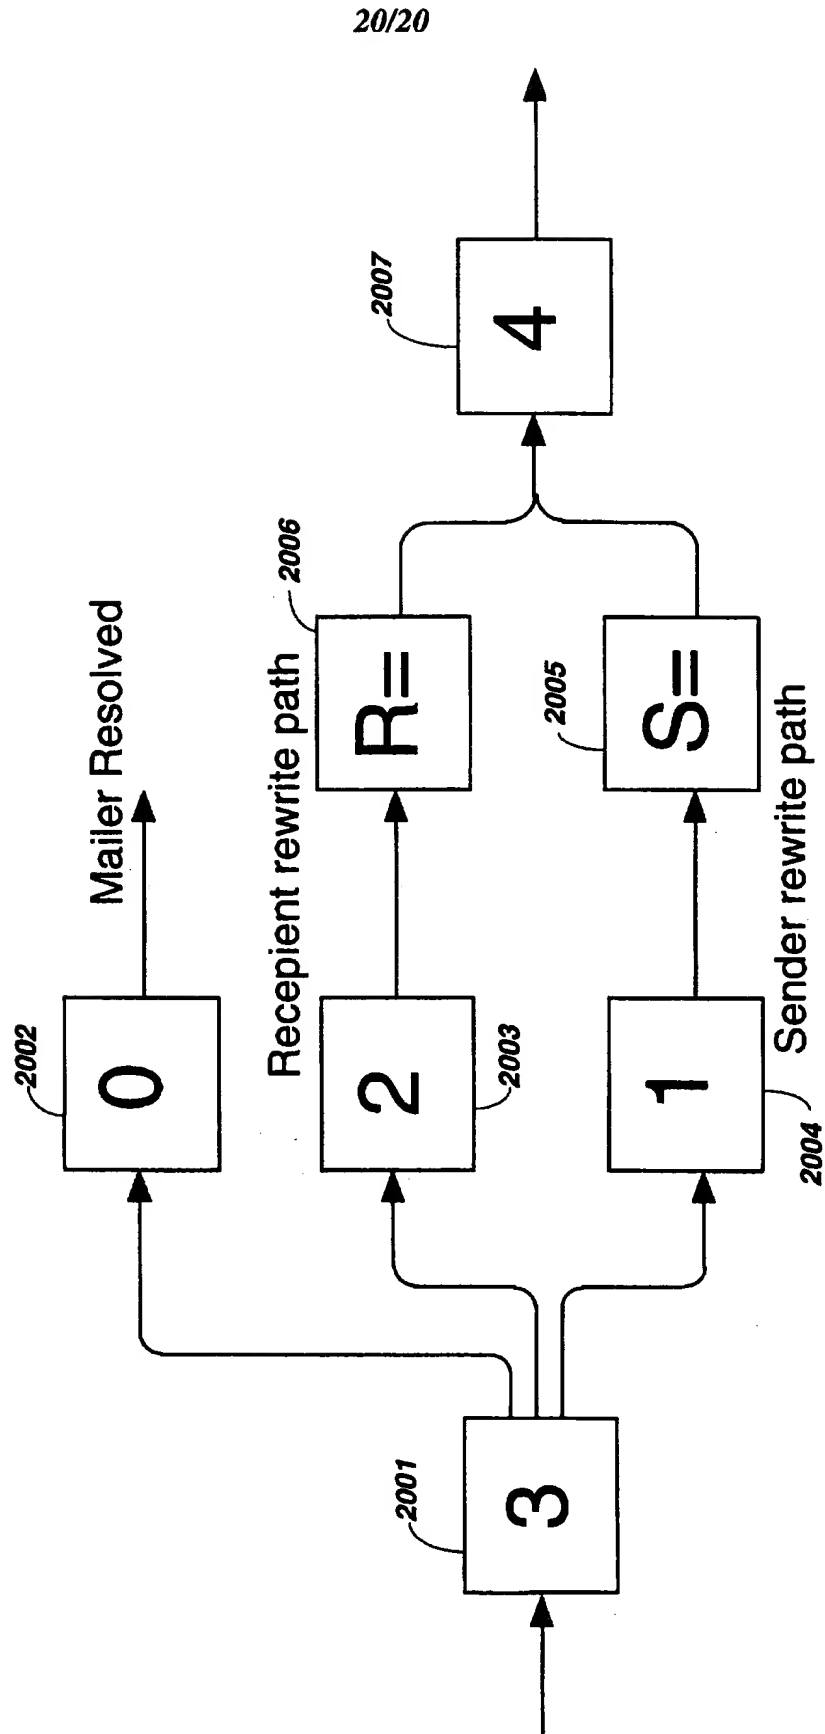 20/20
2002
0
Mailer Resolved
Recepient rewrite path
2003
2
2006
R=
2001
3
2007
4
2004
1
2005
S=
Sender rewrite path